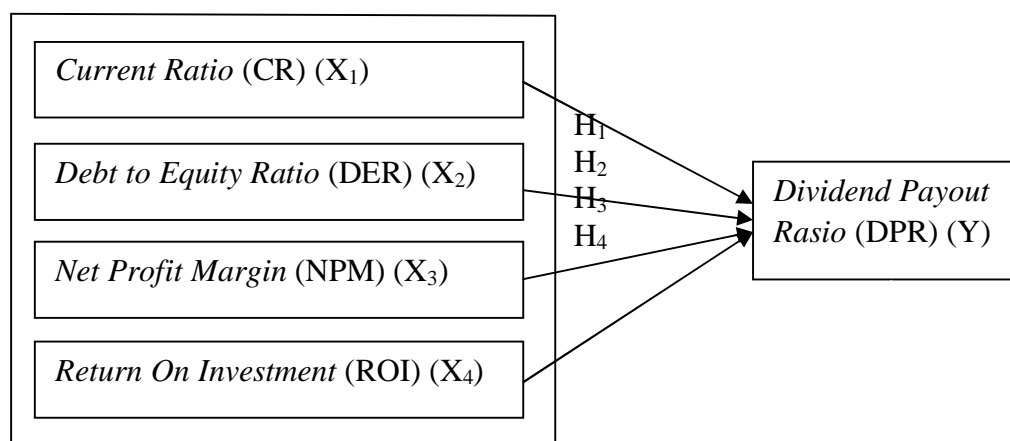 Current Ratio (CR) (X₁)
Debt to Equity Ratio (DER) (X₂)
Net Profit Margin (NPM) (X₃)
Return On Investment (ROI) (X₄)
H₁
H₂
H₃
H₄
Dividend Payout
Rasio (DPR) (Y)